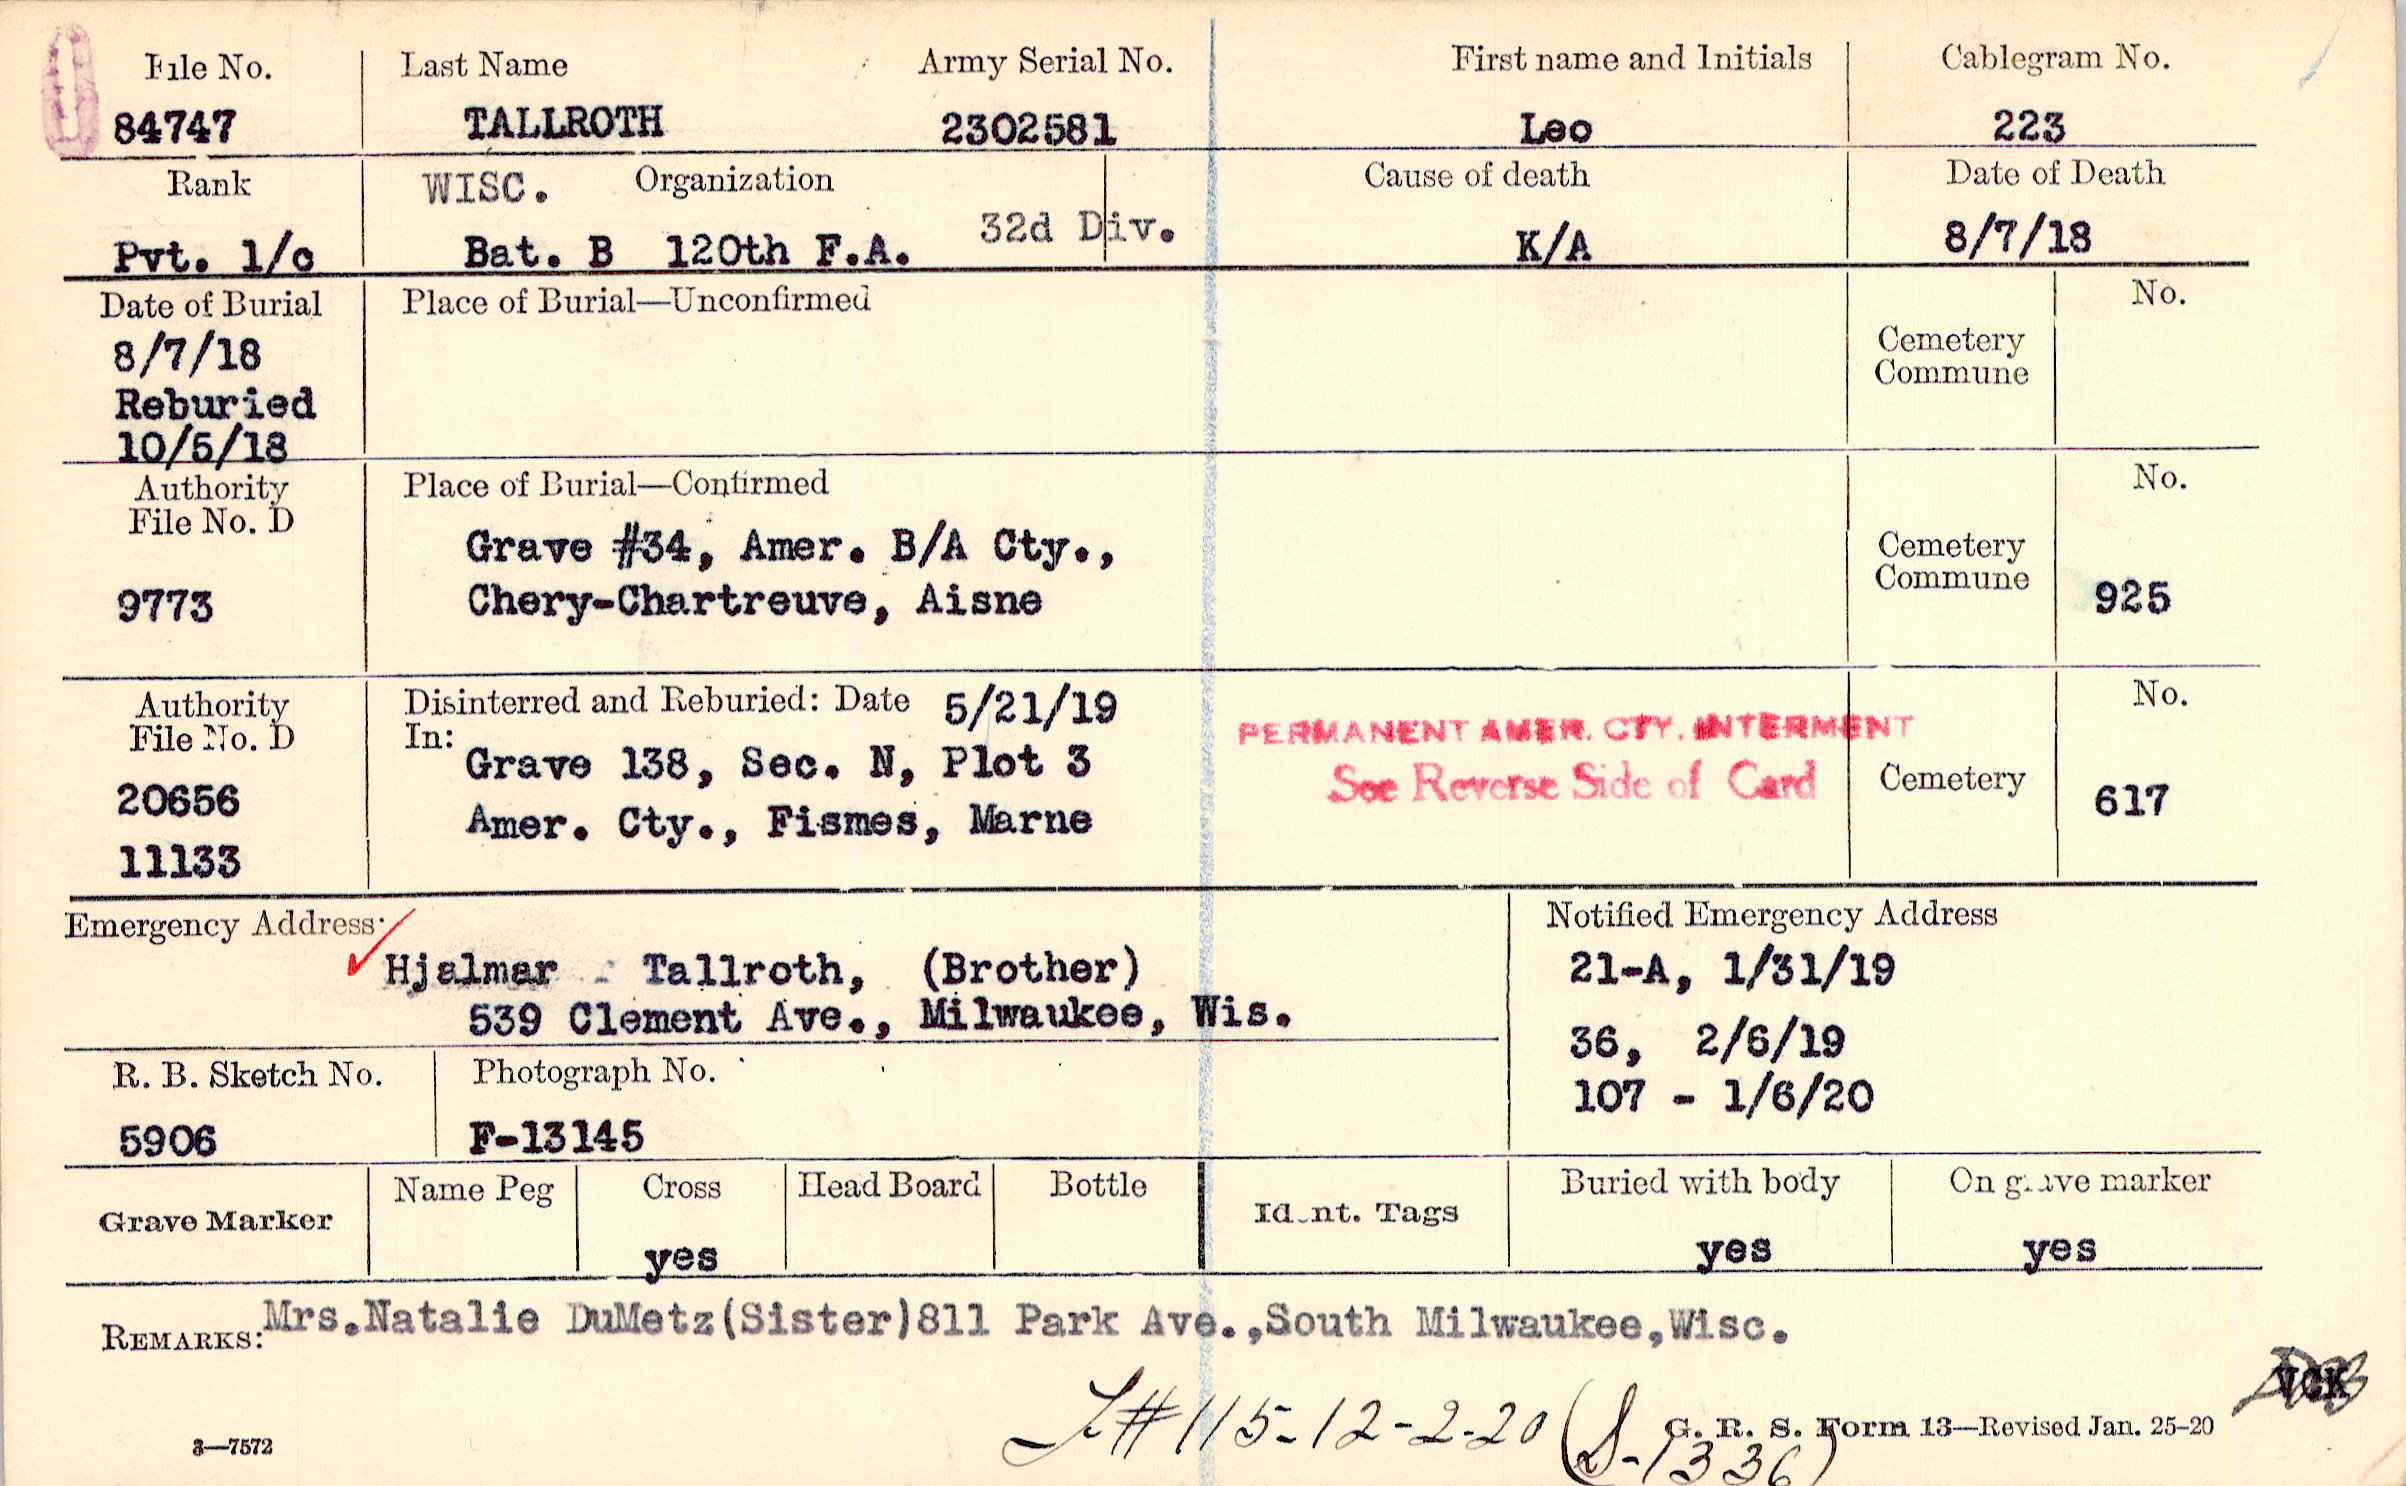 File No. Last Name Army Serial No. First name and Initials Cablegram No.
84747 TALLROTH 2302581 Leo 223
Rank WISC. Organization Cause of death Date of Death
Pvt. 1/c Bat. B 120th F.A. 32d Div. K/A 8/7/18
Date of Burial Place of Burial—Unconfirmed No.
8/7/18 Cemetery
Commune
Reburied
10/5/18
Authority Place of Burial—Confirmed No.
File No. D
Grave #34, Amer. B/A Cty., Cemetery
Commune
9773 Chery-Chartreuve, Aisne 925
Authority Disinterred and Reburied: Date 5/21/19 No.
File No. D In: PERMANENT AMER. CTY. INTERMENT
Grave 138, Sec. N, Plot 3 See Reverse Side of Card Cemetery
20656 Amer. Cty., Fismes, Marne 617
11133
Emergency Address: Notified Emergency Address
Hjalmar Tallroth, (Brother) 21-A, 1/31/19
539 Clement Ave., Milwaukee, Wis. 36, 2/6/19
R. B. Sketch No. Photograph No. 107 - 1/6/20
5906 F-13145
Grave Marker Name Peg Cross Head Board Bottle Ident. Tags Buried with body On grave marker
yes yes yes
REMARKS: Mrs.Natalie DuMetz(Sister)811 Park Ave.,South Milwaukee,Wisc.
VCK
#115-12-2-20 (S-1336)
3—7572 G. R. S. Form 13—Revised Jan. 25-20